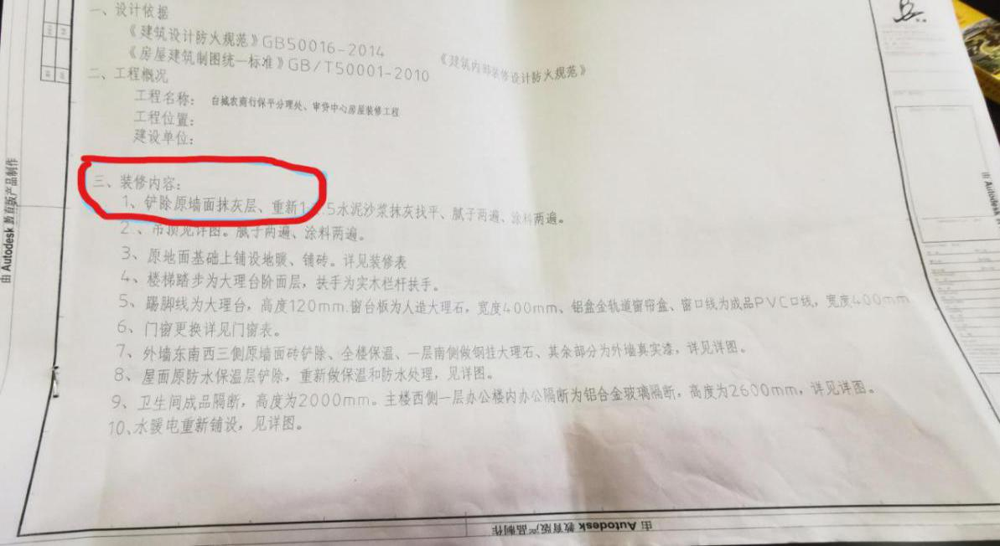 一、设计依据
《建筑设计防火规范》GB50016-2014 《建筑内部装修设计防火规范》
《房屋建筑制图统一标准》GB/T50001-2010
二、工程概况
工程名称： 白城农商行保平分理处、审贷中心房屋装修工程
工程位置：
建设单位：
三、装修内容：
1、铲除原墙面抹灰层、重新1:2.5水泥沙浆抹灰找平、腻子两遍、涂料两遍。
2、吊顶见详图。腻子两遍、涂料两遍。
3、原地面基础上铺设地暖、铺砖。详见装修表
4、楼梯踏步为大理台阶面层，扶手为实木栏杆扶手。
5、踢脚线为大理台，高度120mm.窗台板为人造大理石，宽度400mm、铝盒金轨道窗帘盒、窗口线为成品PVC口线，宽度400mm
6、门窗更换详见门窗表。
7、外墙东南西三侧原墙面砖铲除、全楼保温、一层南侧做钢挂大理石、其余部分为外墙真实漆，详见详图。
8、屋面原防水保温层铲除，重新做保温和防水处理，见详图。
9、卫生间成品隔断，高度为2000mm。主楼西侧一层办公楼内办公隔断为铝台金玻璃隔断，高度为2600mm，详见详图。
10、水暖电重新铺设，见详图。
由 Autodesk 教育版产品制作
由 Autodesk 教育版产品制作
由 Autodesk